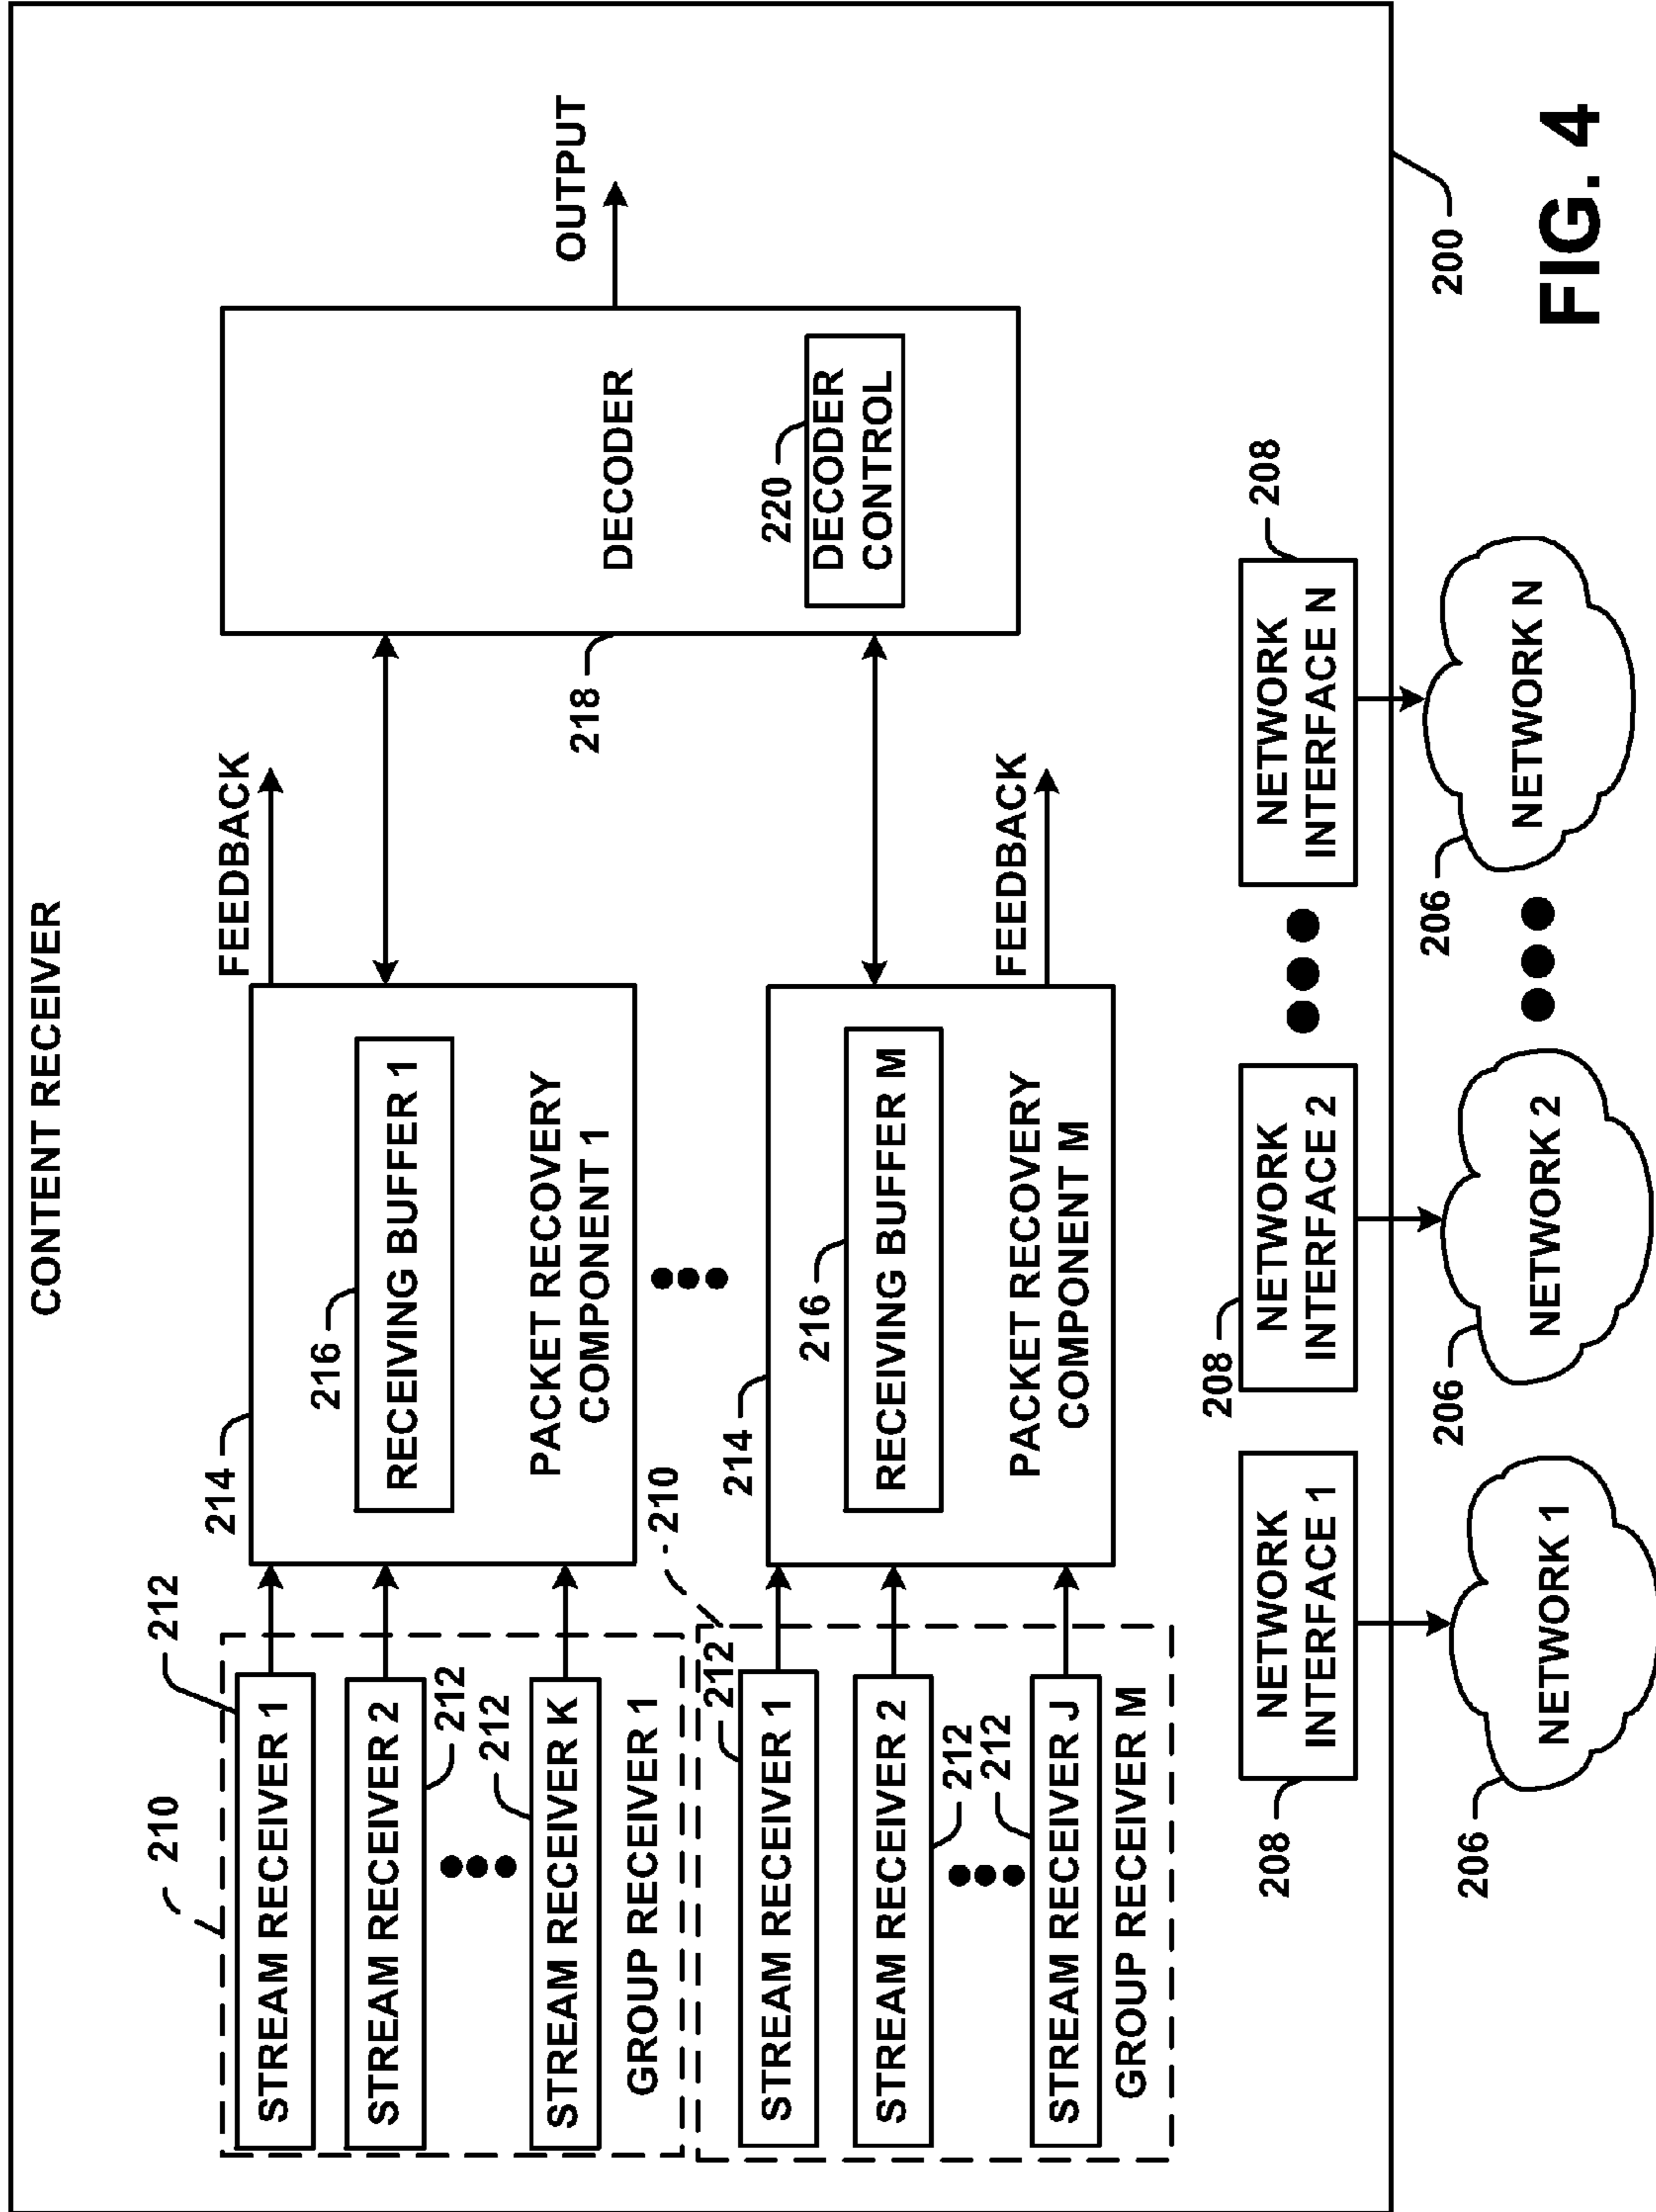 CONTENT RECEIVER
210
212
STREAM RECEIVER 1
STREAM RECEIVER 2
212
212
STREAM RECEIVER K
GROUP RECEIVER 1
214
216
RECEIVING BUFFER 1
PACKET RECOVERY
COMPONENT 1
FEEDBACK
210
212
STREAM RECEIVER 1
STREAM RECEIVER 2
212
212
STREAM RECEIVER J
GROUP RECEIVER M
214
216
RECEIVING BUFFER M
PACKET RECOVERY
COMPONENT M
FEEDBACK
218
DECODER
220
DECODER
CONTROL
OUTPUT
208
NETWORK
INTERFACE 1
208
NETWORK
INTERFACE 2
NETWORK
INTERFACE N
208
206
NETWORK 1
206
NETWORK 2
206
NETWORK N
200
FIG. 4